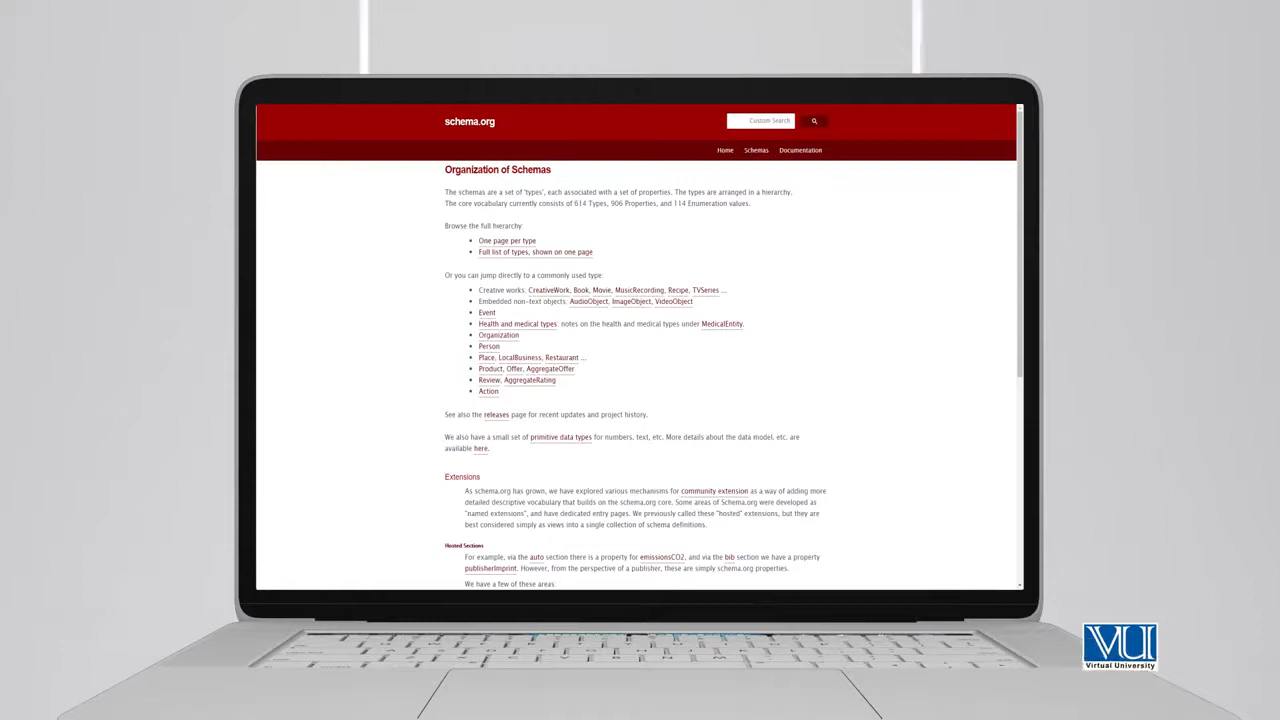 schema.org
Custom Search
Home Schemas Documentation
Organization of Schemas
The schemas are a set of 'types', each associated with a set of properties. The types are arranged in a hierarchy.
The core vocabulary currently consists of 614 Types, 906 Properties, and 114 Enumeration values.
Browse the full hierarchy:
One page per type
Full list of types, shown on one page
Or you can jump directly to a commonly used type:
Creative works: CreativeWork, Book, Movie, MusicRecording, Recipe, TVSeries ...
Embedded non-text objects: AudioObject, ImageObject, VideoObject
Event
Health and medical types: notes on the health and medical types under MedicalEntity.
Organization
Person
Place, LocalBusiness, Restaurant ...
Product, Offer, AggregateOffer
Review, AggregateRating
Action
See also the releases page for recent updates and project history.
We also have a small set of primitive data types for numbers, text, etc. More details about the data model, etc. are
available here.
Extensions
As schema.org has grown, we have explored various mechanisms for community extension as a way of adding more
detailed descriptive vocabulary that builds on the schema.org core. Some areas of Schema.org were developed as
"named extensions", and have dedicated entry pages. We previously called these "hosted" extensions, but they are
best considered simply as views into a single collection of schema definitions.
Hosted Sections
For example, via the auto section there is a property for emissionsCO2, and via the bib section we have a property
publisherImprint. However, from the perspective of a publisher, these are simply schema.org properties.
We have a few of these areas:
VU
Virtual University